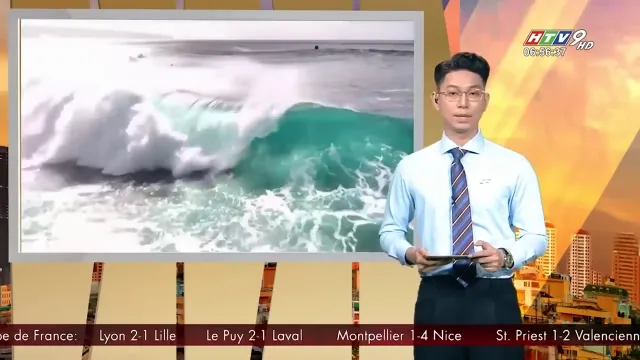 HTV9 HD
06:56:37
pe de France: Lyon 2-1 Lille Le Puy 2-1 Laval Montpellier 1-4 Nice St. Priest 1-2 Valencienn